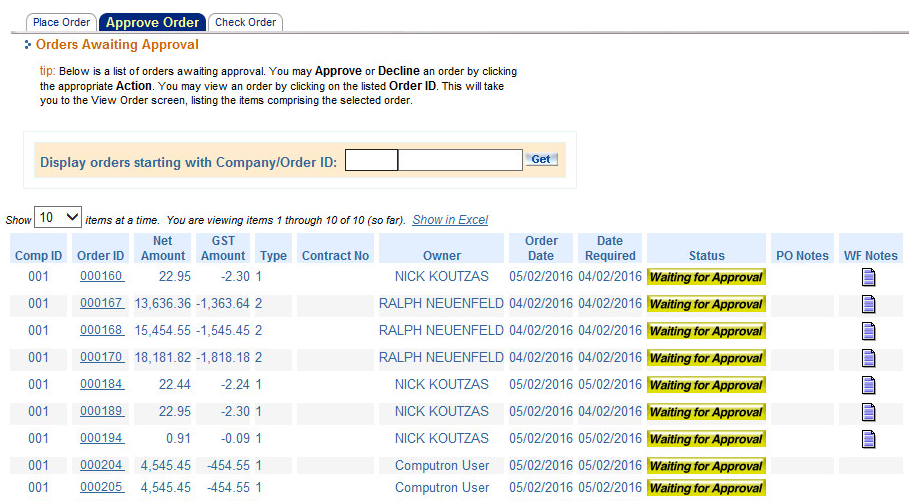 Place Order Approve Order Check Order
Orders Awaiting Approval
tip: Below is a list of orders awaiting approval. You may Approve or Decline an order by clicking
the appropriate Action. You may view an order by clicking on the listed Order ID. This will take
you to the View Order screen, listing the items comprising the selected order.
Display orders starting with Company/Order ID: Get
Show 10 items at a time. You are viewing items 1 through 10 of 10 (so far). Show in Excel
Comp ID Order ID Net Amount GST Amount Type Contract No Owner Order Date Date Required Status PO Notes WF Notes
001 000160 22.95 -2.30 1 NICK KOUTZAS 05/02/2016 04/02/2016 Waiting for Approval
001 000167 13,636.36 -1,363.64 2 RALPH NEUENFELD 04/02/2016 04/02/2016 Waiting for Approval
001 000168 15,454.55 -1,545.45 2 RALPH NEUENFELD 04/02/2016 04/02/2016 Waiting for Approval
001 000170 18,181.82 -1,818.18 2 RALPH NEUENFELD 04/02/2016 04/02/2016 Waiting for Approval
001 000184 22.44 -2.24 1 NICK KOUTZAS 05/02/2016 05/02/2016 Waiting for Approval
001 000189 22.95 -2.30 1 NICK KOUTZAS 05/02/2016 04/02/2016 Waiting for Approval
001 000194 0.91 -0.09 1 NICK KOUTZAS 05/02/2016 05/02/2016 Waiting for Approval
001 000204 4,545.45 -454.55 1 Computron User 05/02/2016 05/02/2016 Waiting for Approval
001 000205 4,545.45 -454.55 1 Computron User 05/02/2016 05/02/2016 Waiting for Approval